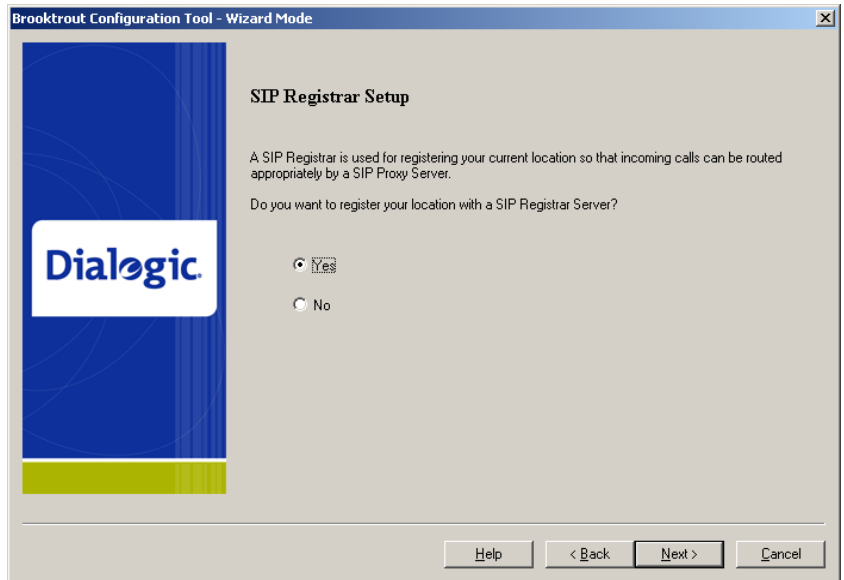 Brooktrout Configuration Tool - Wizard Mode
SIP Registrar Setup
A SIP Registrar is used for registering your current location so that incoming calls can be routed
appropriately by a SIP Proxy Server.
Do you want to register your location with a SIP Registrar Server?
Dialogic.
Yes
No
Help
< Back
Next >
Cancel